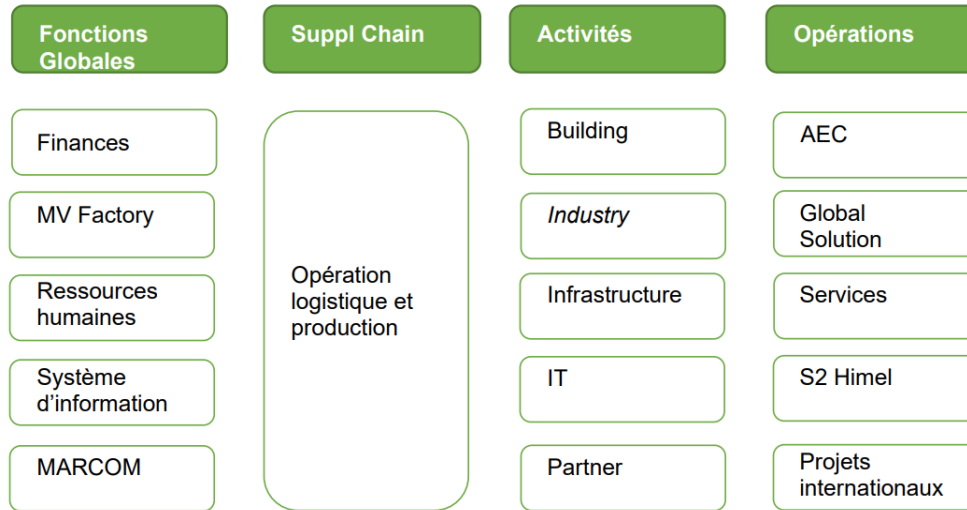 Fonctions
Globales
Suppl Chain
Activités
Opérations
Finances
MV Factory
Ressources
humaines
Système
d’information
MARCOM
Opération
logistique et
production
Building
Industry
Infrastructure
IT
Partner
AEC
Global
Solution
Services
S2 Himel
Projets
internationaux